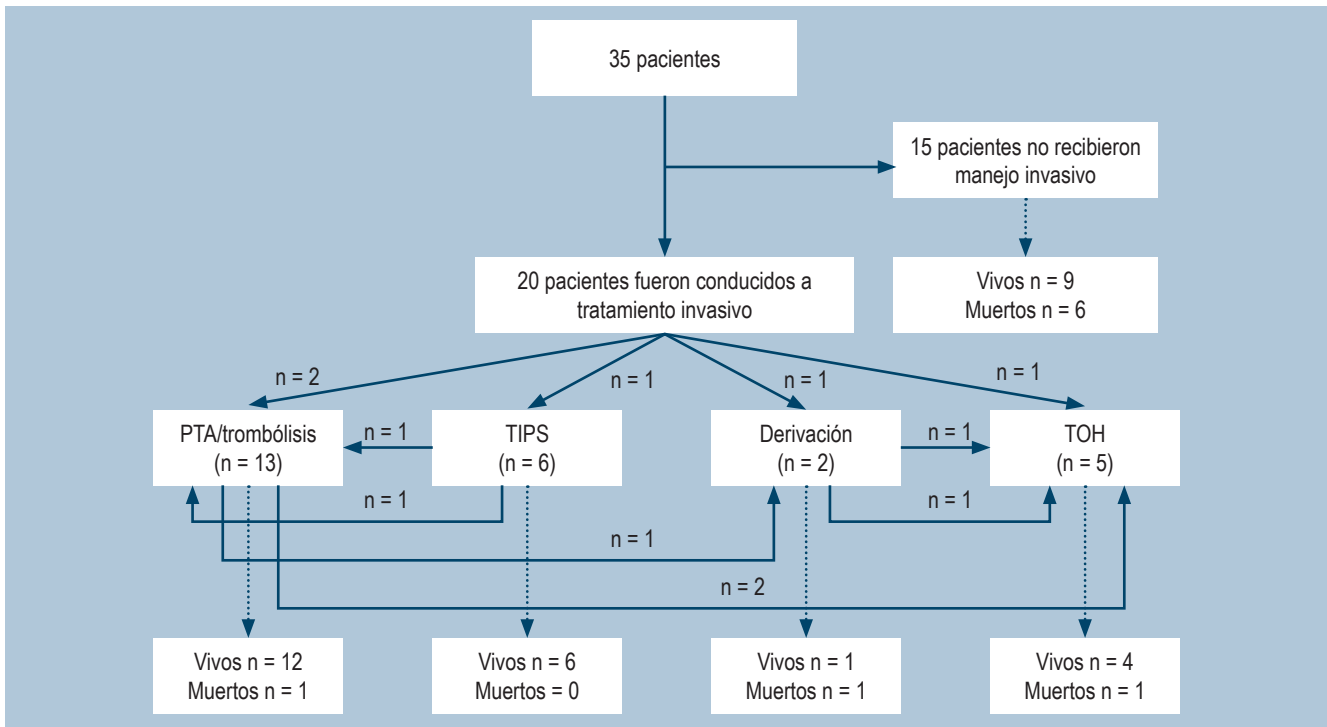 35 pacientes
15 pacientes no recibieron
manejo invasivo
20 pacientes fueron conducidos a
tratamiento invasivo
Vivos n = 9
Muertos n = 6
n = 2
n = 1
n = 1
n = 1
PTA/trombólisis
(n = 13)
n = 1
TIPS
(n = 6)
Derivación
(n = 2)
n = 1
TOH
(n = 5)
n = 1
n = 1
n = 1
n = 2
Vivos n = 12
Muertos n = 1
Vivos n = 6
Muertos = 0
Vivos n = 1
Muertos n = 1
Vivos n = 4
Muertos n = 1